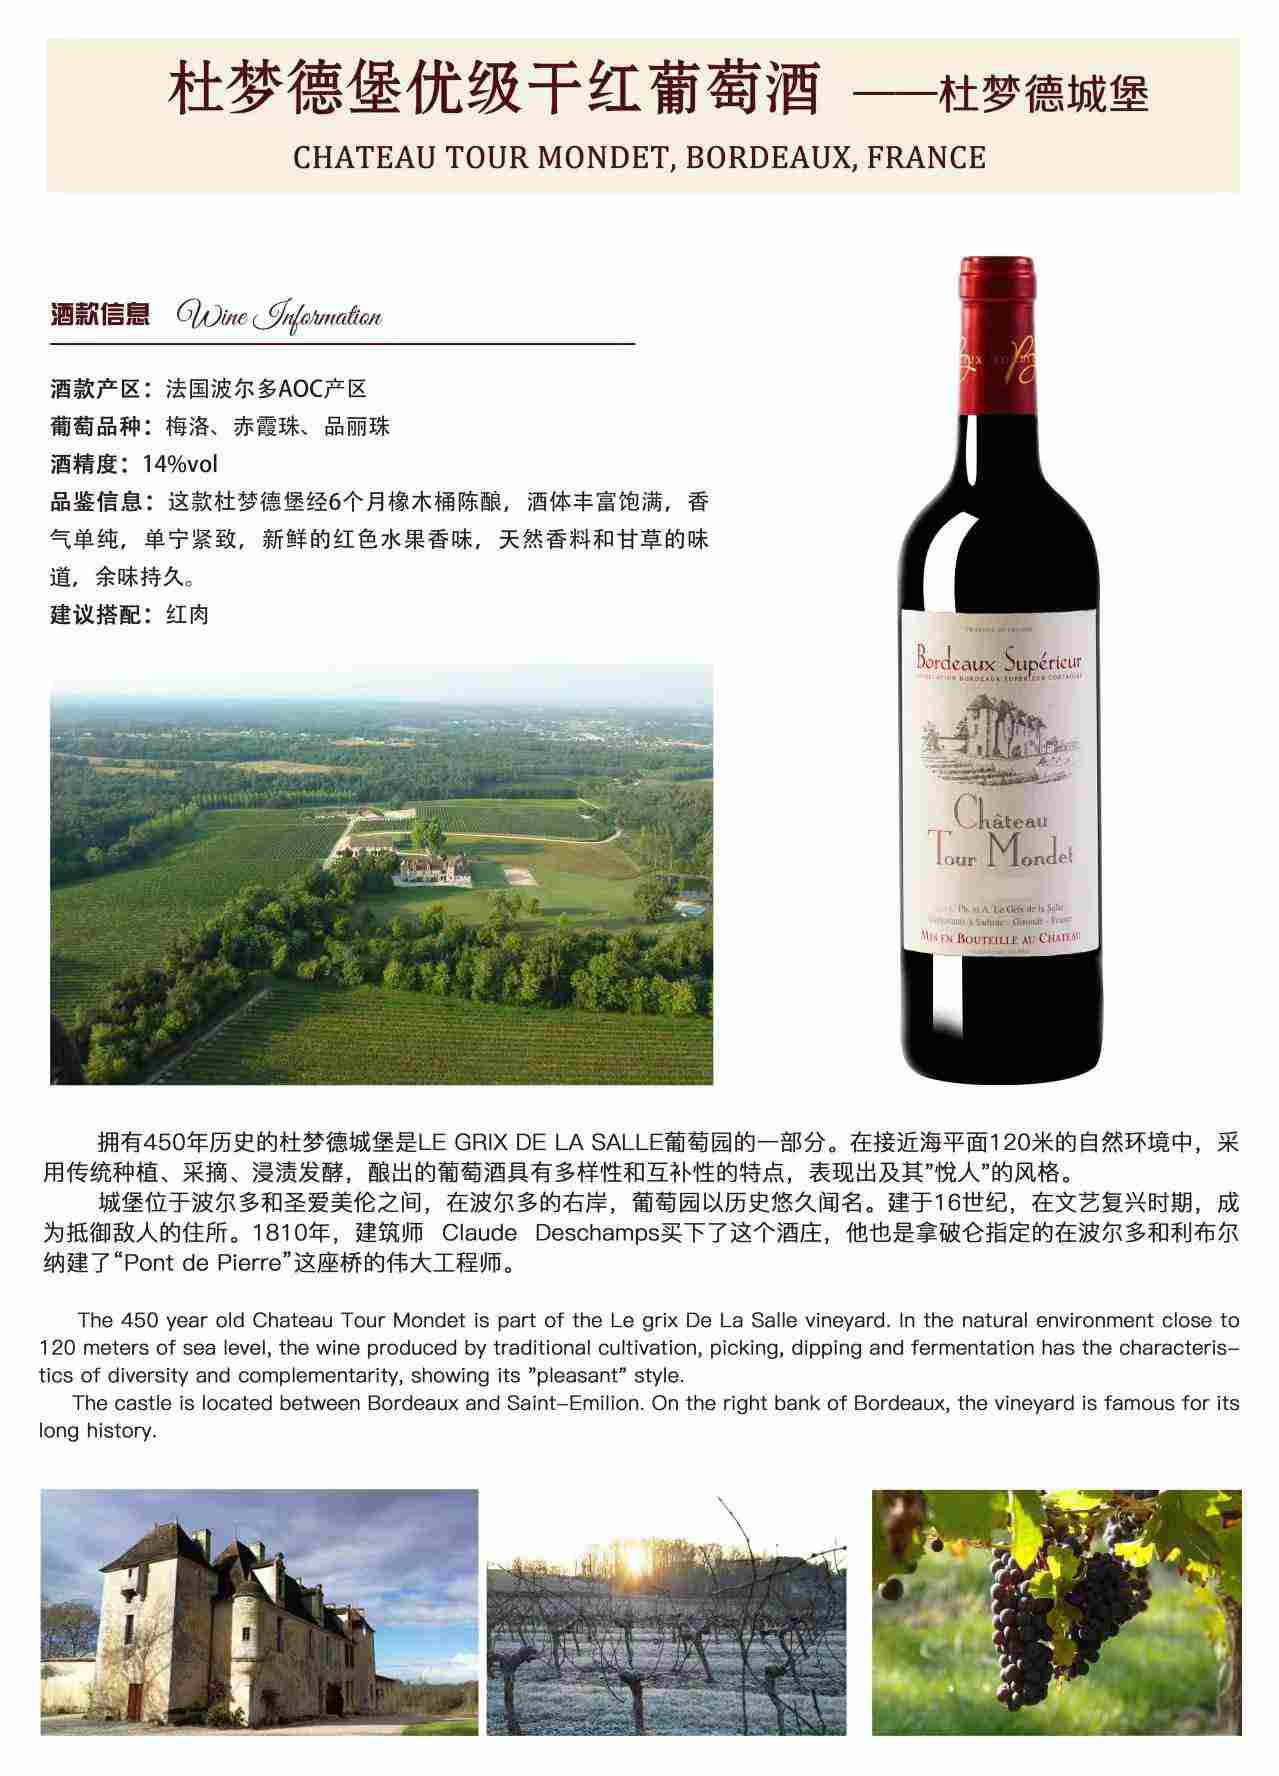 杜梦德堡优级干红葡萄酒 ——杜梦德城堡
CHATEAU TOUR MONDET, BORDEAUX, FRANCE
酒款信息 Wine Information
酒款产区：法国波尔多AOC产区
葡萄品种：梅洛、赤霞珠、品丽珠
酒精度：14%vol
品鉴信息：这款杜梦德堡经6个月橡木桶陈酿，酒体丰富饱满，香
气单纯，单宁紧致，新鲜的红色水果香味，天然香料和甘草的味
道，余味持久。
建议搭配：红肉
Bordeaux Supérieur
Château
Tour Mondet
MIS EN BOUTEILLE AU CHATEAU
拥有450年历史的杜梦德城堡是LE GRIX DE LA SALLE葡萄园的一部分。在接近海平面120米的自然环境中，采
用传统种植、采摘、浸渍发酵，酿出的葡萄酒具有多样性和互补性的特点，表现出及其”悦人”的风格。
城堡位于波尔多和圣爱美伦之间，在波尔多的右岸，葡萄园以历史悠久闻名。建于16世纪，在文艺复兴时期，成
为抵御敌人的住所。1810年，建筑师 Claude Deschamps买下了这个酒庄，他也是拿破仑指定的在波尔多和利布尔
纳建了“Pont de Pierre”这座桥的伟大工程师。
The 450 year old Chateau Tour Mondet is part of the Le grix De La Salle vineyard. In the natural environment close to
120 meters of sea level, the wine produced by traditional cultivation, picking, dipping and fermentation has the characteris-
tics of diversity and complementarity, showing its ”pleasant” style.
The castle is located between Bordeaux and Saint-Emilion. On the right bank of Bordeaux, the vineyard is famous for its
long history.